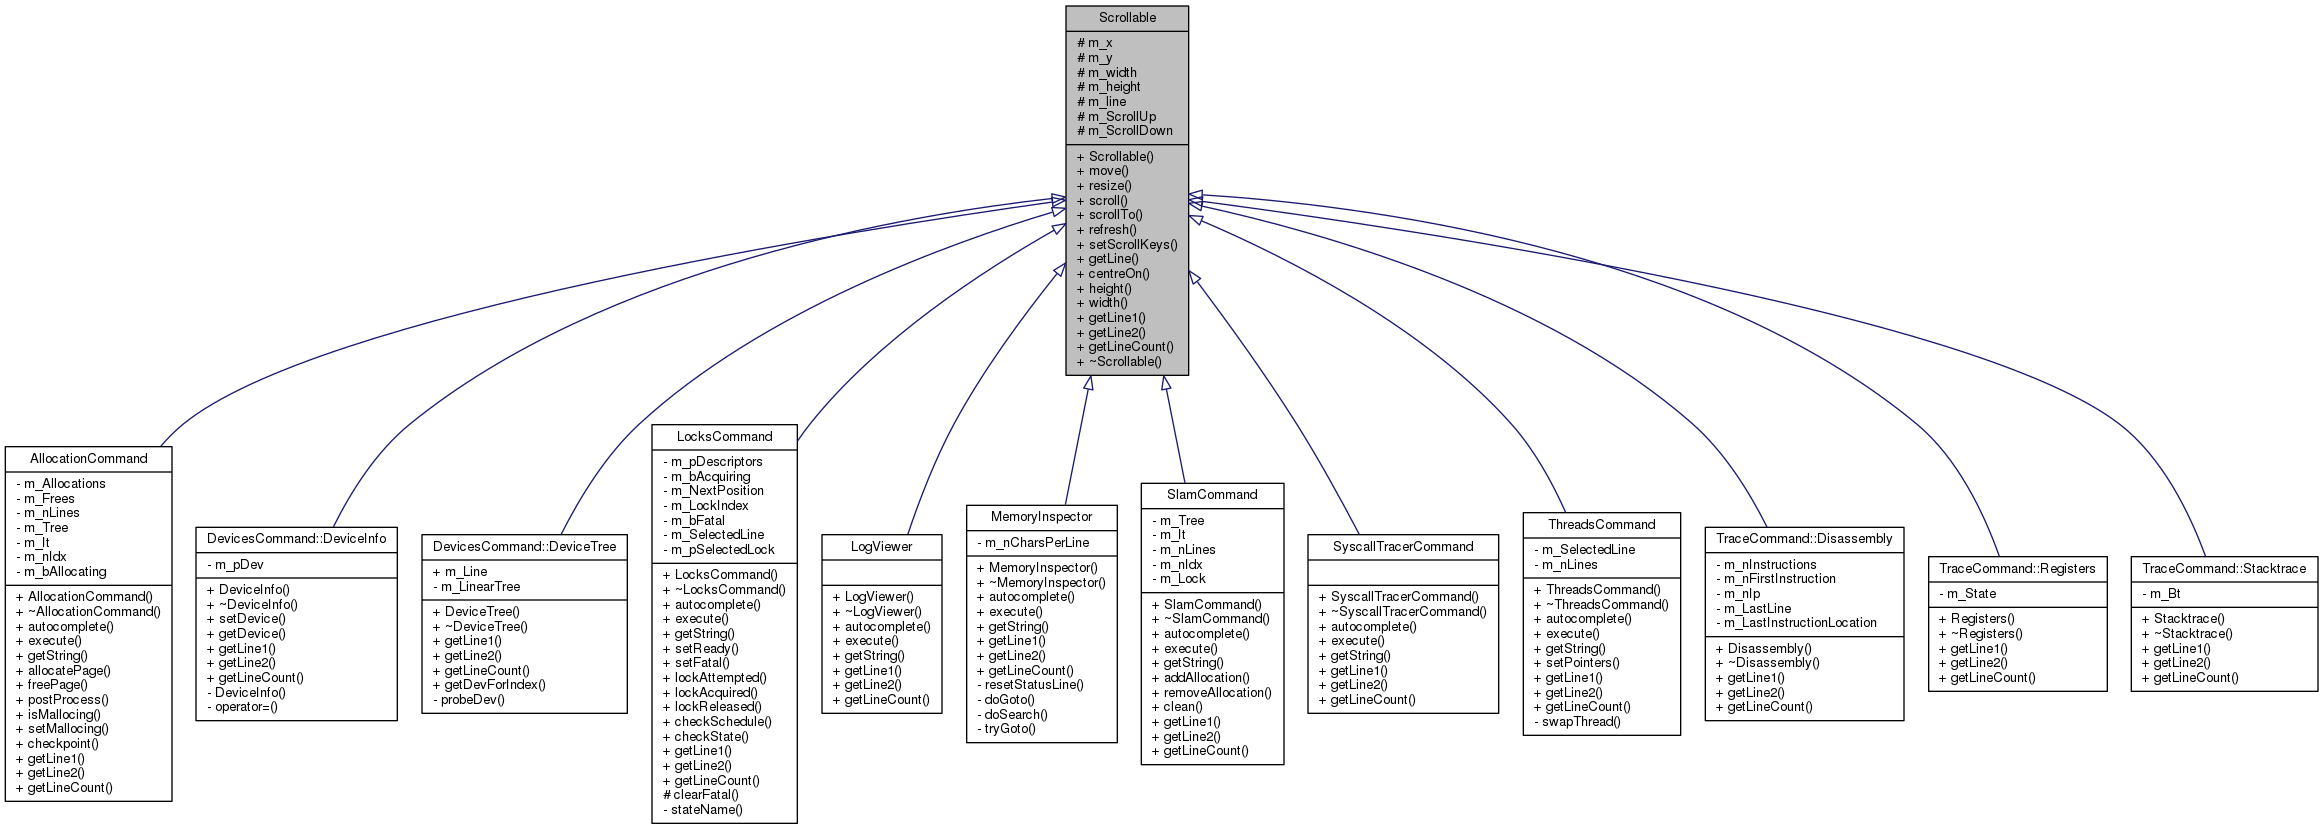 Scrollable
# m_x
# m_y
# m_width
# m_height
# m_line
# m_ScrollUp
# m_ScrollDown
+ Scrollable()
+ move()
+ resize()
+ scroll()
+ scrollTo()
+ refresh()
+ setScrollKeys()
+ getLine()
+ centreOn()
+ height()
+ width()
+ getLine1()
+ getLine2()
+ getLineCount()
+ ~Scrollable()
AllocationCommand
- m_Allocations
- m_Frees
- m_nLines
- m_Tree
- m_It
- m_nIdx
- m_bAllocating
+ AllocationCommand()
+ ~AllocationCommand()
+ autocomplete()
+ execute()
+ getString()
+ allocatePage()
+ freePage()
+ postProcess()
+ isMallocing()
+ setMallocing()
+ checkpoint()
+ getLine1()
+ getLine2()
+ getLineCount()
DevicesCommand::DeviceInfo
- m_pDev
+ DeviceInfo()
+ ~DeviceInfo()
+ setDevice()
+ getDevice()
+ getLine1()
+ getLine2()
+ getLineCount()
- DeviceInfo()
- operator=()
DevicesCommand::DeviceTree
+ m_Line
- m_LinearTree
+ DeviceTree()
+ ~DeviceTree()
+ getLine1()
+ getLine2()
+ getLineCount()
+ getDevForIndex()
- probeDev()
LocksCommand
- m_pDescriptors
- m_bAcquiring
- m_NextPosition
- m_LockIndex
- m_bFatal
- m_SelectedLine
- m_pSelectedLock
+ LocksCommand()
+ ~LocksCommand()
+ autocomplete()
+ execute()
+ getString()
+ setReady()
+ setFatal()
+ lockAttempted()
+ lockAcquired()
+ lockReleased()
+ checkSchedule()
+ checkState()
+ getLine1()
+ getLine2()
+ getLineCount()
# clearFatal()
- stateName()
LogViewer
+ LogViewer()
+ ~LogViewer()
+ autocomplete()
+ execute()
+ getString()
+ getLine1()
+ getLine2()
+ getLineCount()
MemoryInspector
- m_nCharsPerLine
+ MemoryInspector()
+ ~MemoryInspector()
+ autocomplete()
+ execute()
+ getString()
+ getLine1()
+ getLine2()
+ getLineCount()
- resetStatusLine()
- doGoto()
- doSearch()
- tryGoto()
SlamCommand
- m_Tree
- m_It
- m_nLines
- m_nIdx
- m_Lock
+ SlamCommand()
+ ~SlamCommand()
+ autocomplete()
+ execute()
+ getString()
+ addAllocation()
+ removeAllocation()
+ clean()
+ getLine1()
+ getLine2()
+ getLineCount()
SyscallTracerCommand
+ SyscallTracerCommand()
+ ~SyscallTracerCommand()
+ autocomplete()
+ execute()
+ getString()
+ getLine1()
+ getLine2()
+ getLineCount()
ThreadsCommand
- m_SelectedLine
- m_nLines
+ ThreadsCommand()
+ ~ThreadsCommand()
+ autocomplete()
+ execute()
+ getString()
+ setPointers()
+ getLine1()
+ getLine2()
+ getLineCount()
- swapThread()
TraceCommand::Disassembly
- m_nInstructions
- m_nFirstInstruction
- m_nIp
- m_LastLine
- m_LastInstructionLocation
+ Disassembly()
+ ~Disassembly()
+ getLine1()
+ getLine2()
+ getLineCount()
TraceCommand::Registers
- m_State
+ Registers()
+ ~Registers()
+ getLine1()
+ getLine2()
+ getLineCount()
TraceCommand::Stacktrace
- m_Bt
+ Stacktrace()
+ ~Stacktrace()
+ getLine1()
+ getLine2()
+ getLineCount()